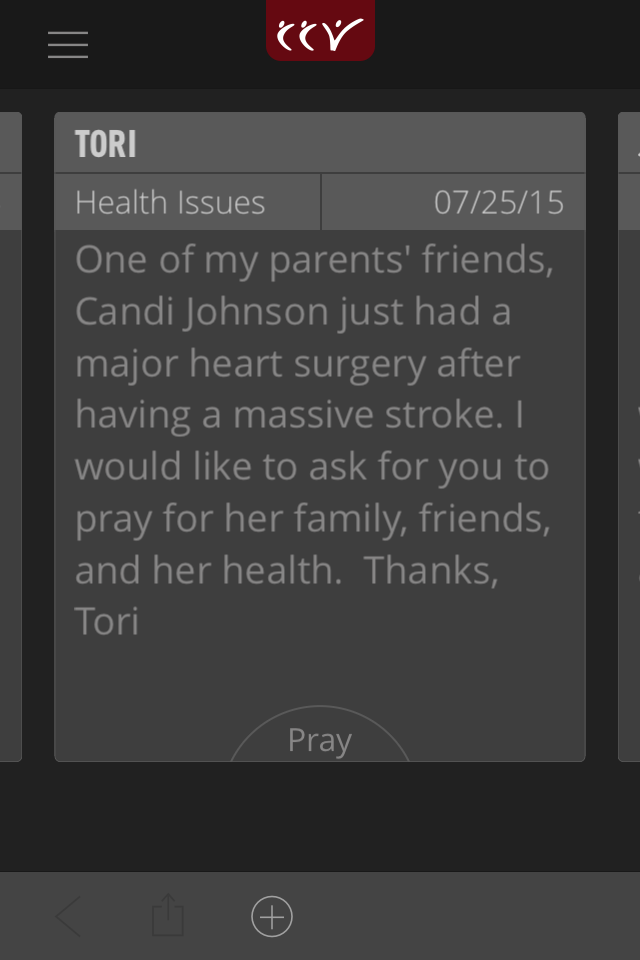 CCV
TORI
Health Issues 07/25/15
One of my parents' friends,
Candi Johnson just had a
major heart surgery after
having a massive stroke. I
would like to ask for you to
pray for her family, friends,
and her health.  Thanks,
Tori
Pray